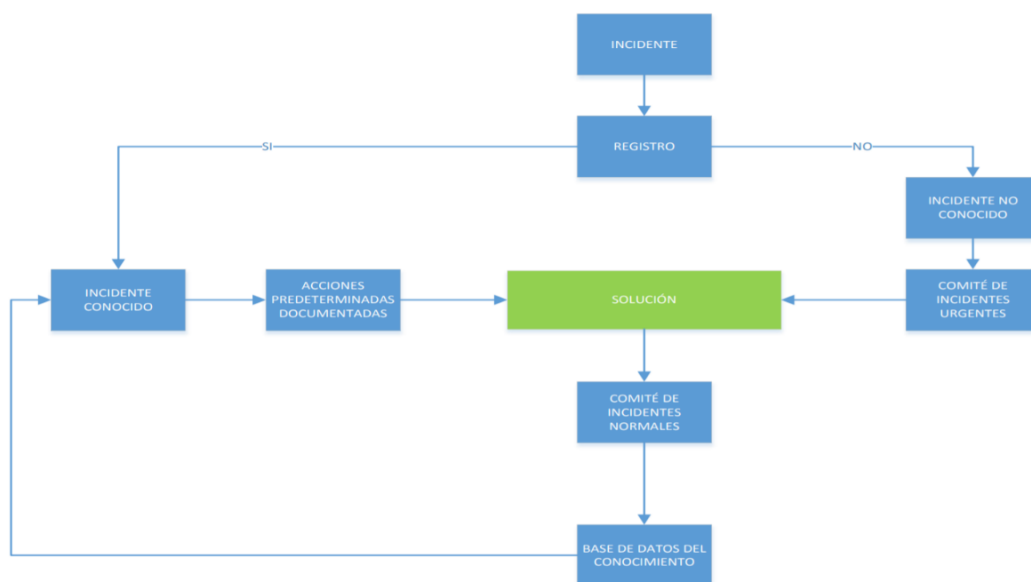 INCIDENTE
REGISTRO
SI
NO
INCIDENTE NO
CONOCIDO
INCIDENTE
CONOCIDO
ACCIONES
PREDETERMINADAS
DOCUMENTADAS
SOLUCIÓN
COMITÉ DE
INCIDENTES
URGENTES
COMITÉ DE
INCIDENTES
NORMALES
BASE DE DATOS DEL
CONOCIMIENTO